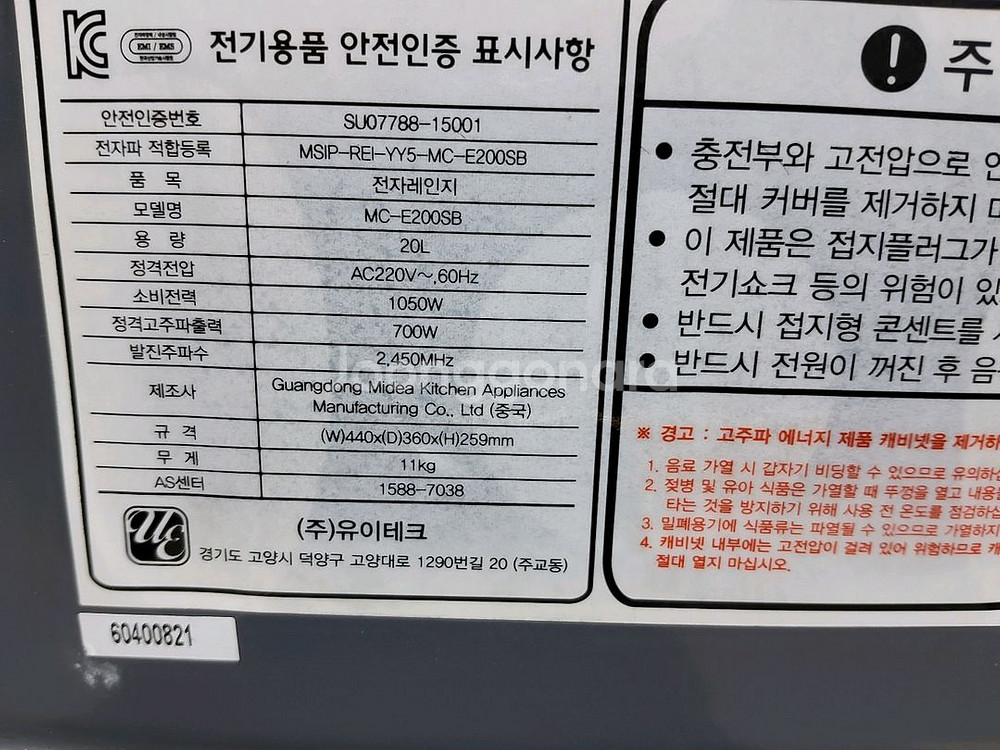 KC
EMI / EMS
전기용품 안전인증 표시사항
안전인증번호 SU07788-15001
전자파 적합등록 MSIP-REI-YY5-MC-E200SB
품 목 전자레인지
모델명 MC-E200SB
용 량 20L
정격전압 AC220V~,60Hz
소비전력 1050W
정격고주파출력 700W
발진주파수 2,450MHz
제조사 Guangdong Midea Kitchen Appliances
Manufacturing Co., Ltd (중국)
규 격 (W)440x(D)360x(H)259mm
무 게 11kg
AS센터 1588-7038
UE
(주)유이테크
경기도 고양시 덕양구 고양대로 1290번길 20 (주교동)
60400821
! 주
• 충전부와 고전압으로 인
절대 커버를 제거하지 마
• 이 제품은 접지플러그가
전기쇼크 등의 위험이 있
• 반드시 접지형 콘센트를
• 반드시 전원이 꺼진 후 음
※ 경고 : 고주파 에너지 제품 캐비넷을 제거하
1. 음료 가열 시 갑자기 비딩할 수 있으므로 유의하
2. 젖병 및 유아 식품은 가열할 때 뚜껑을 열고 내용
타는 것을 방지하기 위해 사용 전 온도를 점검하
3. 밀폐용기에 식품류는 파열될 수 있으므로 가열하지
4. 캐비넷 내부에는 고전압이 걸려 있어 위험하므로 캐
절대 열지 마십시오.
Joonggonara